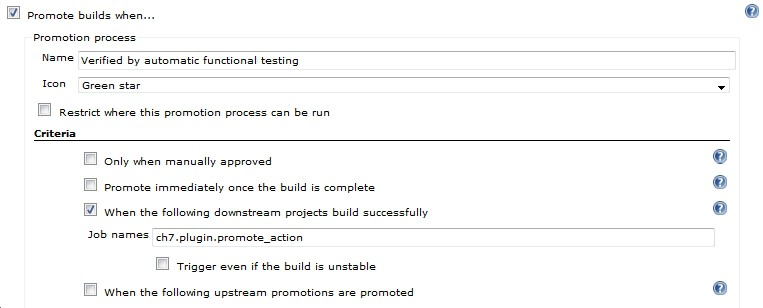 Promote builds when...
Promotion process
Name Verified by automatic functional testing
Icon Green star
Restrict where this promotion process can be run
Criteria
Only when manually approved
Promote immediately once the build is complete
When the following downstream projects build successfully
Job names ch7.plugin.promote_action
Trigger even if the build is unstable
When the following upstream promotions are promoted